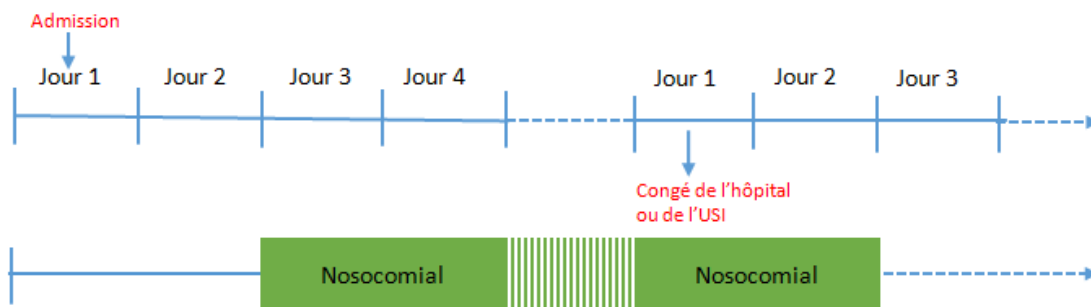 Admission
Jour 1 Jour 2 Jour 3 Jour 4 Jour 1 Jour 2 Jour 3
Congé de l'hôpital
ou de l'USI
Nosocomial Nosocomial